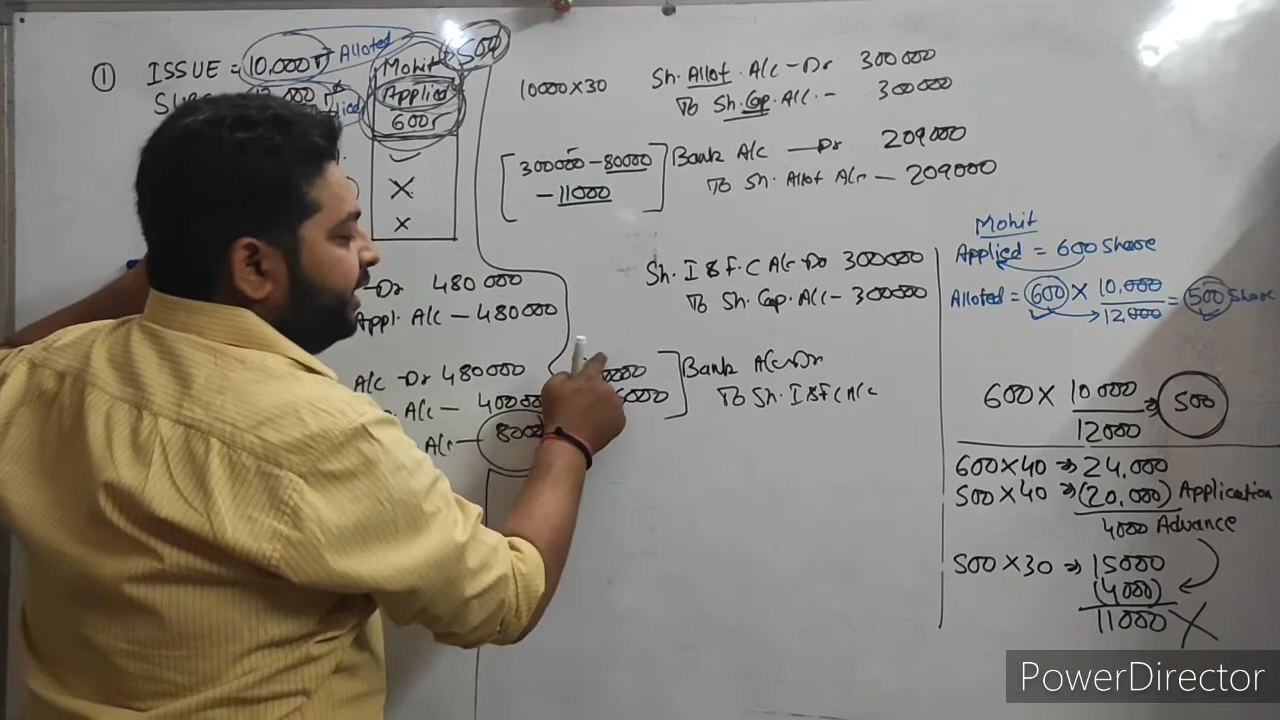 ① ISSUE = 10,000 → Alloted
12000
Mohit
500
Applied
600
10000 X 30
Sh. Allot. A/c - Dr 300000
To Sh. Cap. A/c. - 300000
[300000 - 80000
- 11000]
Bank A/c — Dr 209000
To Sh. Allot A/c — 209000
- Dr 480000
Appl. A/c - 480000
A/c - Dr 480000
A/c - 40000
A/c - 8000
Sh. I & F. C A/c Dr 300000
To Sh. Cap. A/c - 300000
Bank A/c Dr
To Sh. I & F C A/c
Mohit
Applied = 600 Share
Alloted = 600 X 10,000 / 12000 = 500 Share
600 X 10000 / 12000 ⇒ 500
600 X 40 ⇒ 24,000
500 X 40 ⇒ (20,000) Application
4000 Advance
500 X 30 ⇒ 15000
(4000)
11000 X
PowerDirector